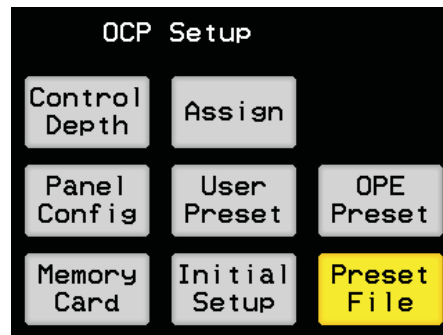 OCP Setup
Control
Depth
Assign
Panel
Config
User
Preset
OPE
Preset
Memory
Card
Initial
Setup
Preset
File